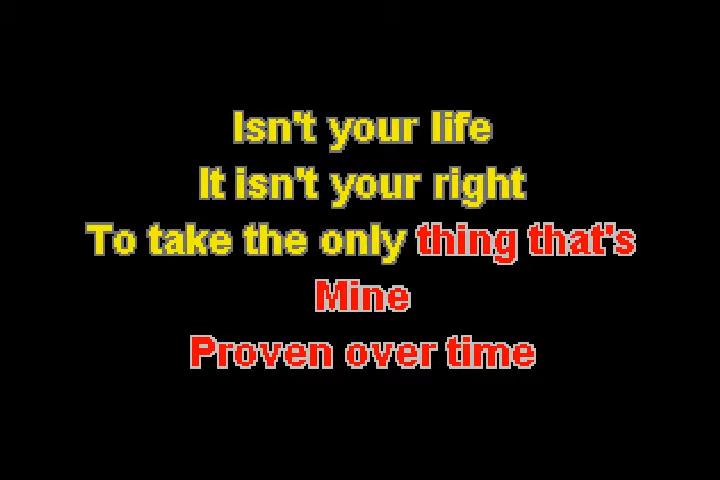 Isn't your life
It isn't your right
To take the only thing that's
Mine
Proven over time